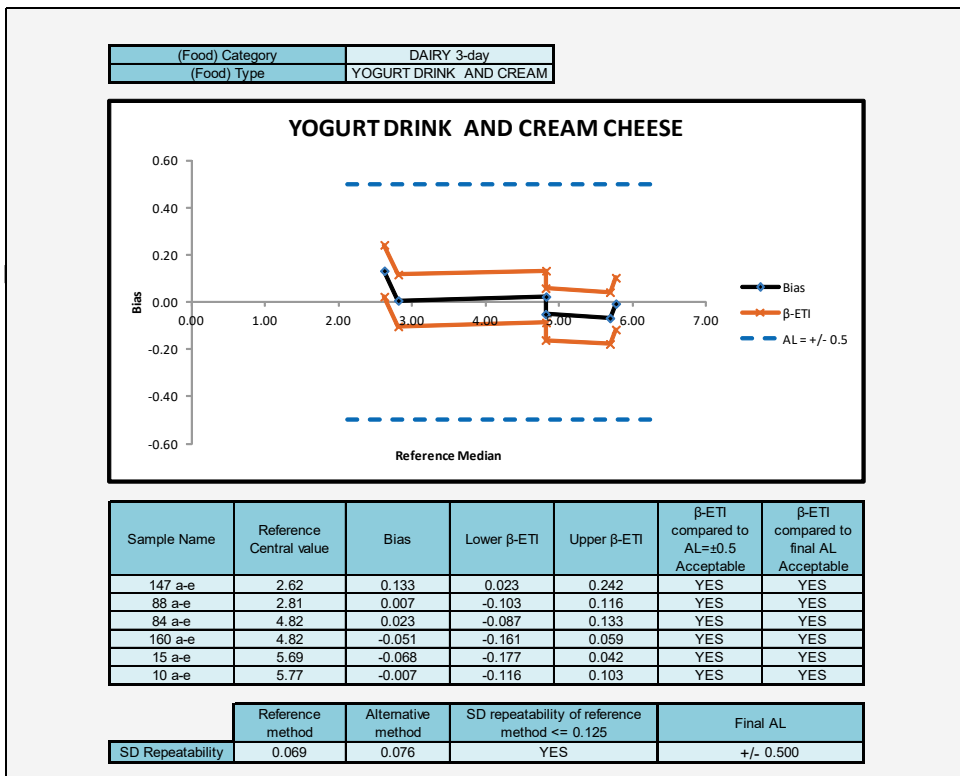 (Food) Category DAIRY 3-day
(Food) Type YOGURT DRINK AND CREAM
YOGURT DRINK AND CREAM CHEESE
0.60
0.40
0.20
0.00
-0.20
-0.40
-0.60
Bias
0.00 1.00 2.00 3.00 4.00 5.00 6.00 7.00
Reference Median
Bias
β-ETI
AL = +/- 0.5
Sample Name Reference Central value Bias Lower β-ETI Upper β-ETI β-ETI compared to AL=±0.5 Acceptable β-ETI compared to final AL Acceptable
147 a-e 2.62 0.133 0.023 0.242 YES YES
88 a-e 2.81 0.007 -0.103 0.116 YES YES
84 a-e 4.82 0.023 -0.087 0.133 YES YES
160 a-e 4.82 -0.051 -0.161 0.059 YES YES
15 a-e 5.69 -0.068 -0.177 0.042 YES YES
10 a-e 5.77 -0.007 -0.116 0.103 YES YES
Reference method Alternative method SD repeatability of reference method <= 0.125 Final AL
SD Repeatability 0.069 0.076 YES +/- 0.500